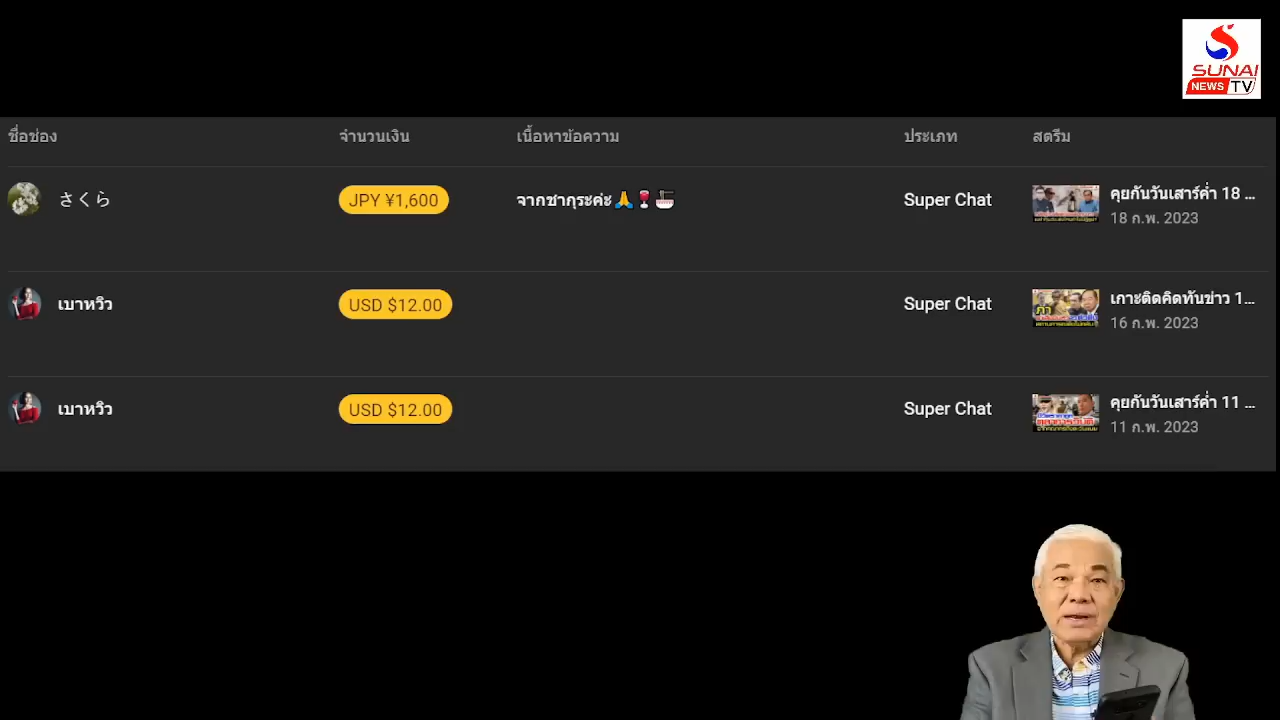 SUNAI
NEWS TV
ชื่อช่อง จำนวนเงิน เนื้อหาข้อความ ประเภท สตรีม
さくら JPY ¥1,600 จากซากุระค่ะ🙏🍷🍜 Super Chat คุยกันวันเสาร์ค่ำ 18 ...
18 ก.พ. 2023
เบาหวิว USD $12.00 Super Chat เกาะติดคิดทันข่าว 1...
16 ก.พ. 2023
เบาหวิว USD $12.00 Super Chat คุยกันวันเสาร์ค่ำ 11 ...
11 ก.พ. 2023